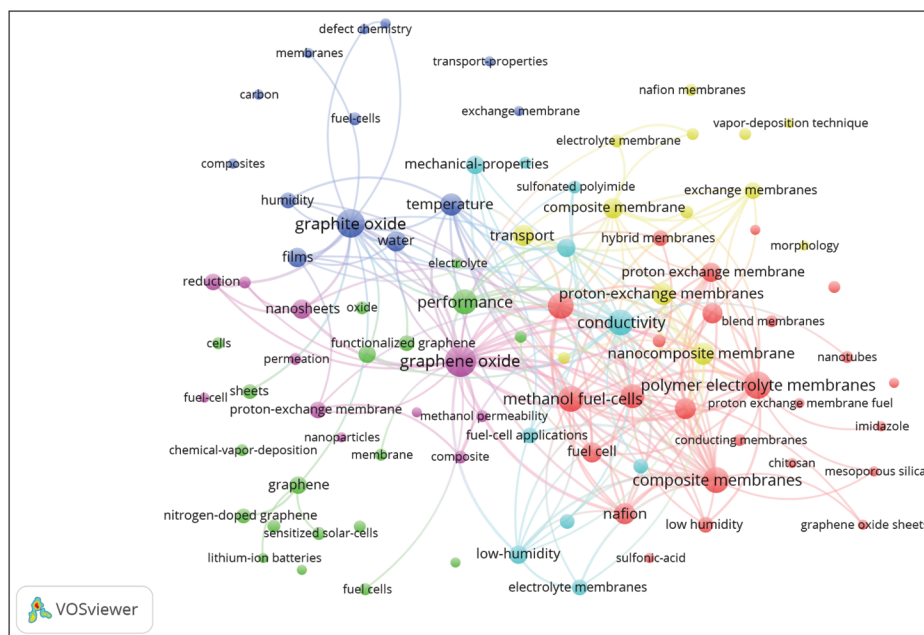 defect chemistry
membranes
transport-properties
carbon
nafion membranes
exchange membrane
fuel-cells
vapor-deposition technique
electrolyte membrane
composites
mechanical-properties
sulfonated polyimide
exchange membranes
humidity
temperature
composite membrane
graphite oxide
transport
hybrid membranes
water
morphology
films
electrolyte
proton exchange membrane
reduction
proton-exchange membranes
performance
nanosheets
oxide
conductivity
blend membranes
cells
functionalized graphene
permeation
graphene oxide
nanocomposite membrane
nanotubes
sheets
polymer electrolyte membranes
fuel-cell
methanol fuel-cells
proton-exchange membrane
methanol permeability
proton exchange membrane fuel
imidazole
nanoparticles
fuel-cell applications
chemical-vapor-deposition
membrane
composite
fuel cell
conducting membranes
chitosan
mesoporous silica
graphene
composite membranes
nitrogen-doped graphene
nafion
low humidity
graphene oxide sheets
sensitized solar-cells
lithium-ion batteries
low-humidity
sulfonic-acid
fuel cells
electrolyte membranes
VOSviewer